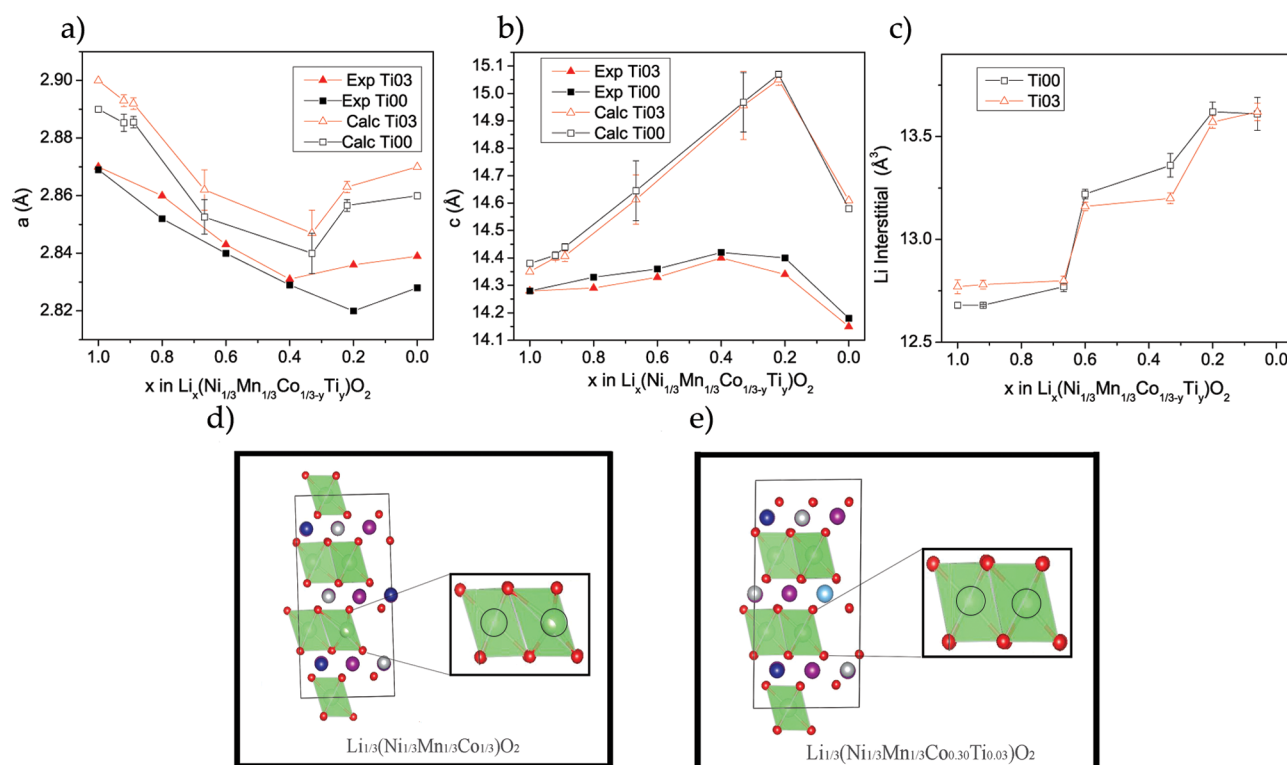 a)
2.90
2.88
2.86
2.84
2.82
a (Å)
Exp Ti03
Exp Ti00
Calc Ti03
Calc Ti00
1.0 0.8 0.6 0.4 0.2 0.0
x in Liₓ(Ni₁/₃Mn₁/₃Co₁/₃₋yTiy)O₂
b)
15.1
15.0
14.9
14.8
14.7
14.6
14.5
14.4
14.3
14.2
14.1
c (Å)
Exp Ti03
Exp Ti00
Calc Ti03
Calc Ti00
1.0 0.8 0.6 0.4 0.2 0.0
x in Liₓ(Ni₁/₃Mn₁/₃Co₁/₃₋yTiy)O₂
c)
13.5
13.0
12.5
Li Interstitial (Å³)
Ti00
Ti03
1.0 0.8 0.6 0.4 0.2 0.0
x in Liₓ(Ni₁/₃Mn₁/₃Co₁/₃₋yTiy)O₂
d)
Li₁/₃(Ni₁/₃Mn₁/₃Co₁/₃)O₂
e)
Li₁/₃(Ni₁/₃Mn₁/₃Co₀.₃₀Ti₀.₀₃)O₂